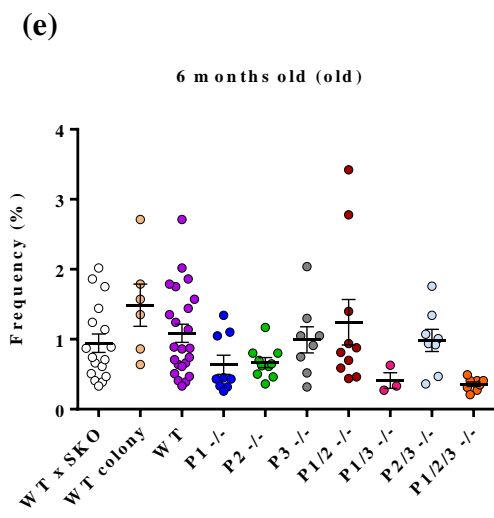 (e)
6 months old (old)
Frequency (%)
4
3
2
1
0
WT x SKO
WT colony
WT
P1 -/-
P2 -/-
P3 -/-
P1/2 -/-
P1/3 -/-
P2/3 -/-
P1/2/3 -/-